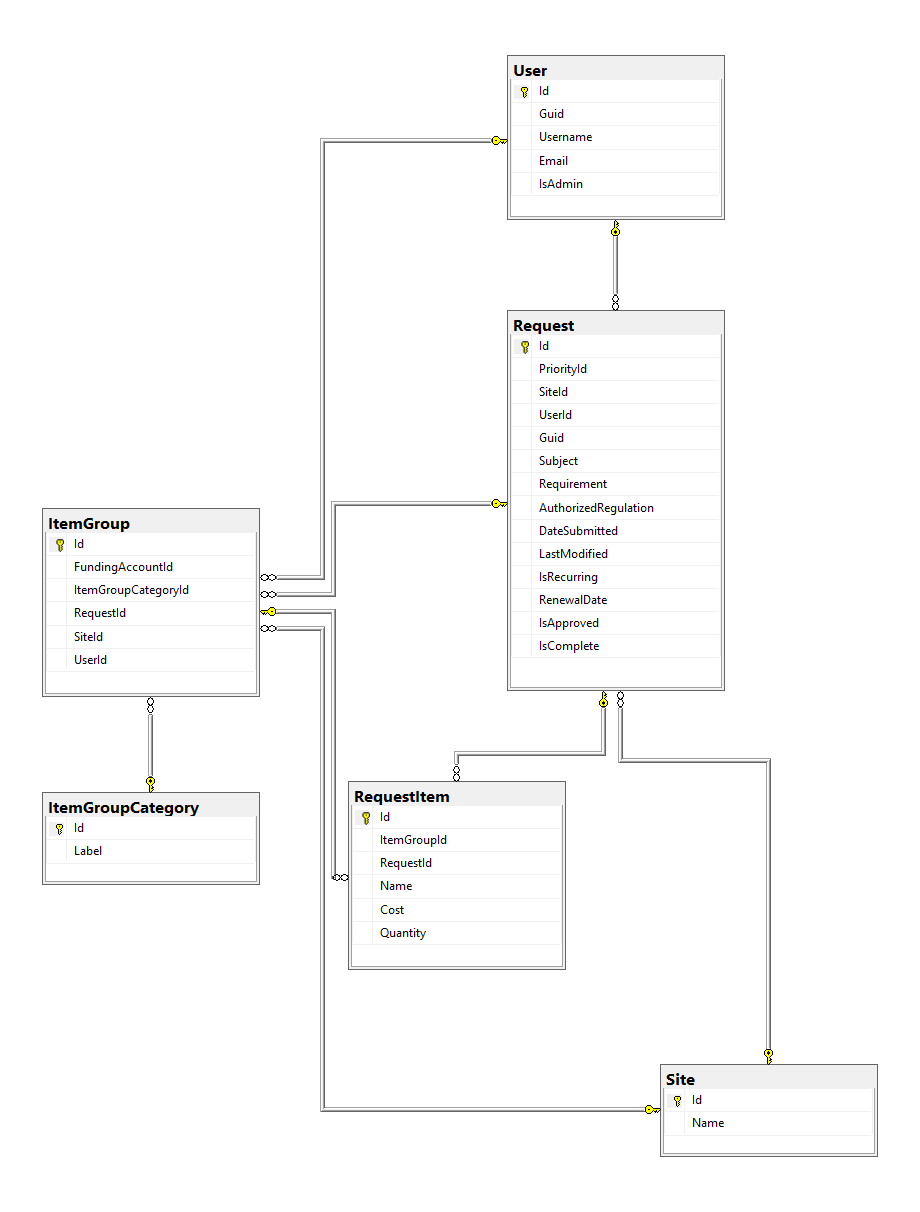 User
Id
Guid
Username
Email
IsAdmin
Request
Id
PriorityId
SiteId
UserId
Guid
Subject
Requirement
AuthorizedRegulation
DateSubmitted
LastModified
IsRecurring
RenewalDate
IsApproved
IsComplete
ItemGroup
Id
FundingAccountId
ItemGroupCategoryId
RequestId
SiteId
UserId
ItemGroupCategory
Id
Label
RequestItem
Id
ItemGroupId
RequestId
Name
Cost
Quantity
Site
Id
Name